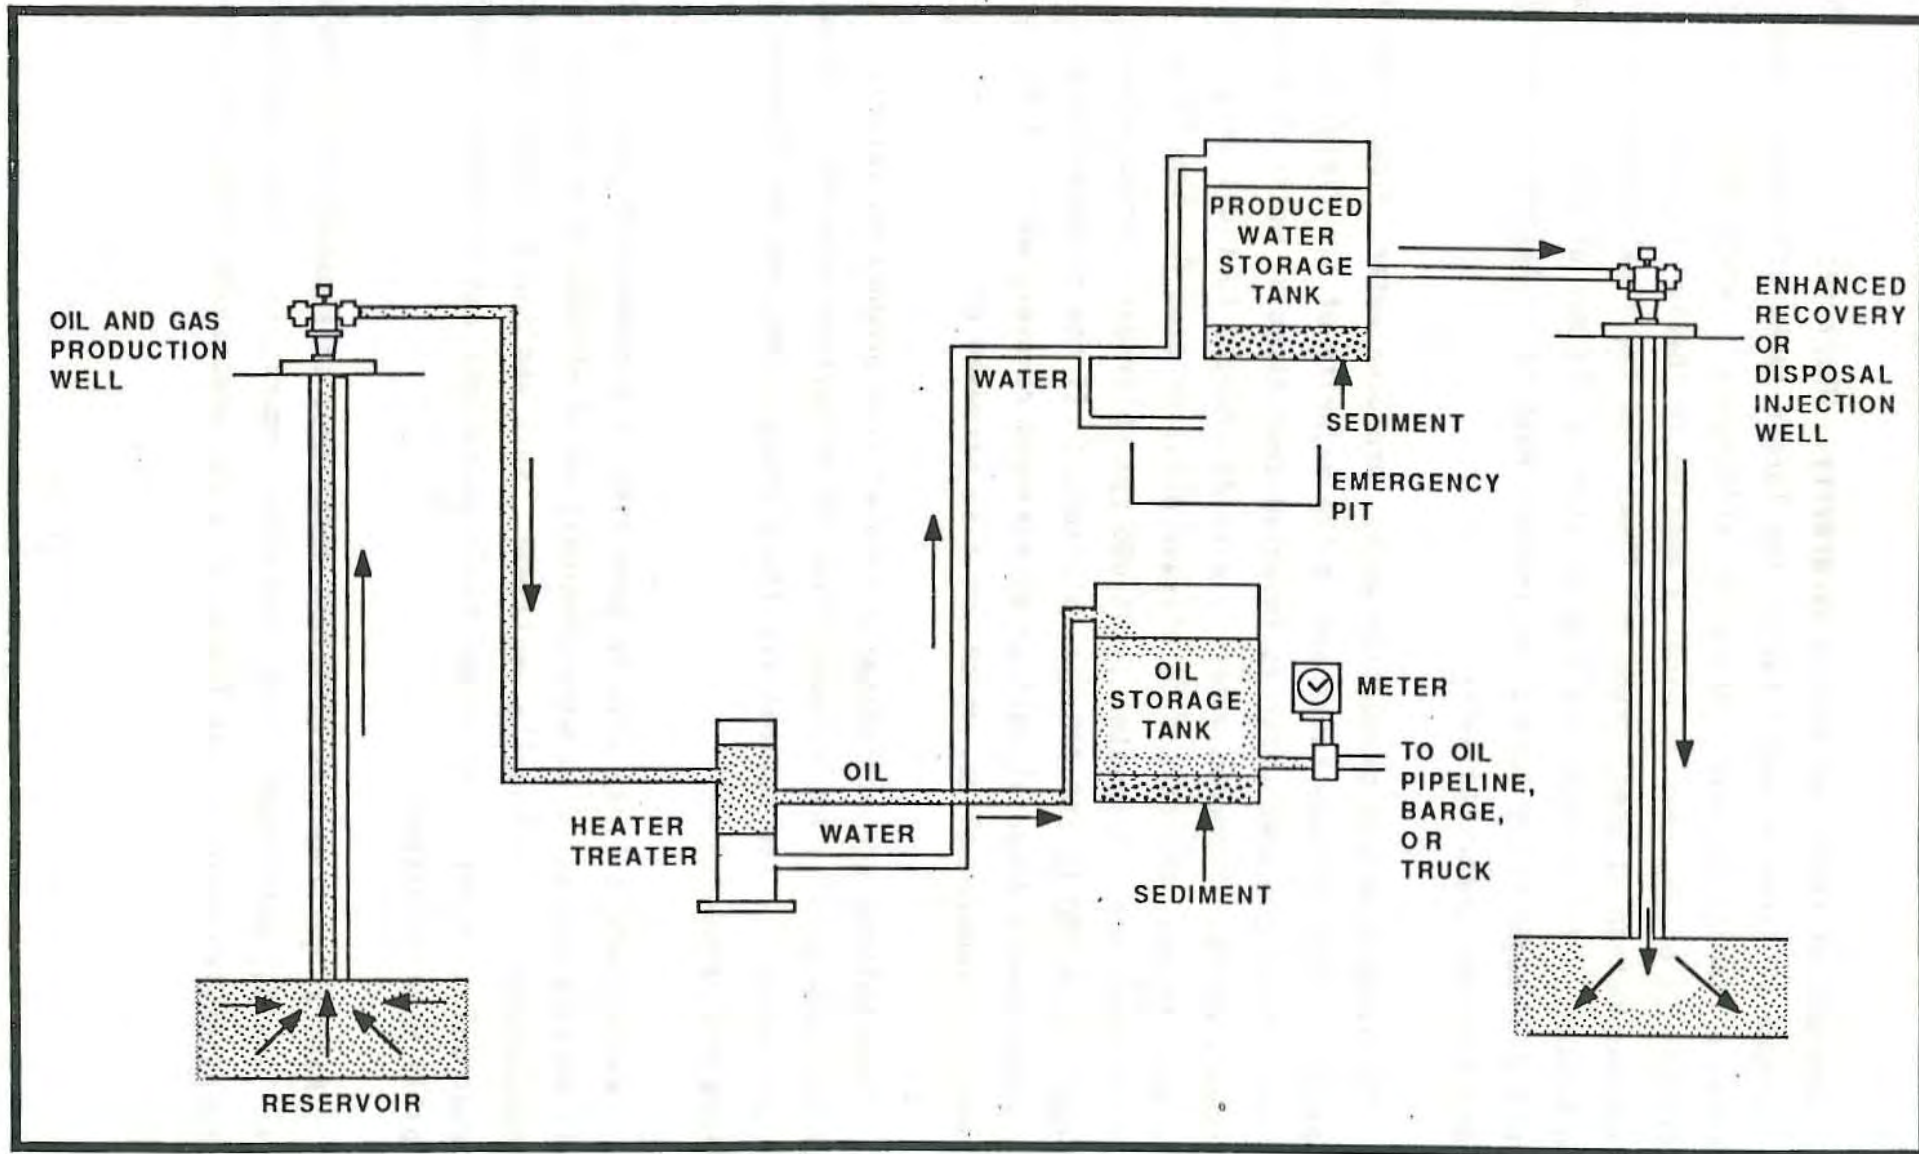 OIL AND GAS
PRODUCTION
WELL
RESERVOIR
HEATER
TREATER
OIL
WATER
WATER
PRODUCED
WATER
STORAGE
TANK
SEDIMENT
EMERGENCY
PIT
OIL
STORAGE
TANK
SEDIMENT
METER
TO OIL
PIPELINE,
BARGE,
OR
TRUCK
ENHANCED
RECOVERY
OR
DISPOSAL
INJECTION
WELL